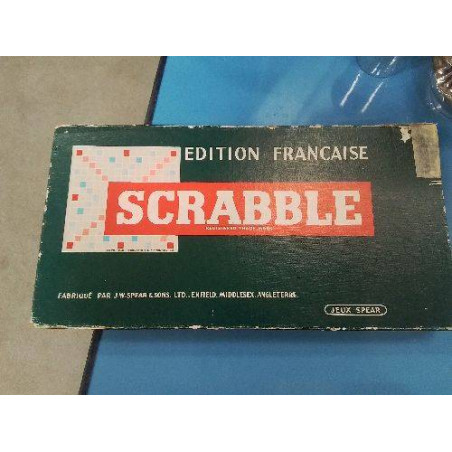 EDITION FRANCAISE
SCRABBLE
FABRIQUÉ PAR J.W. SPEAR & SONS. LTD., ENFIELD, MIDDLESEX, ANGLETERRE.
JEUX SPEAR